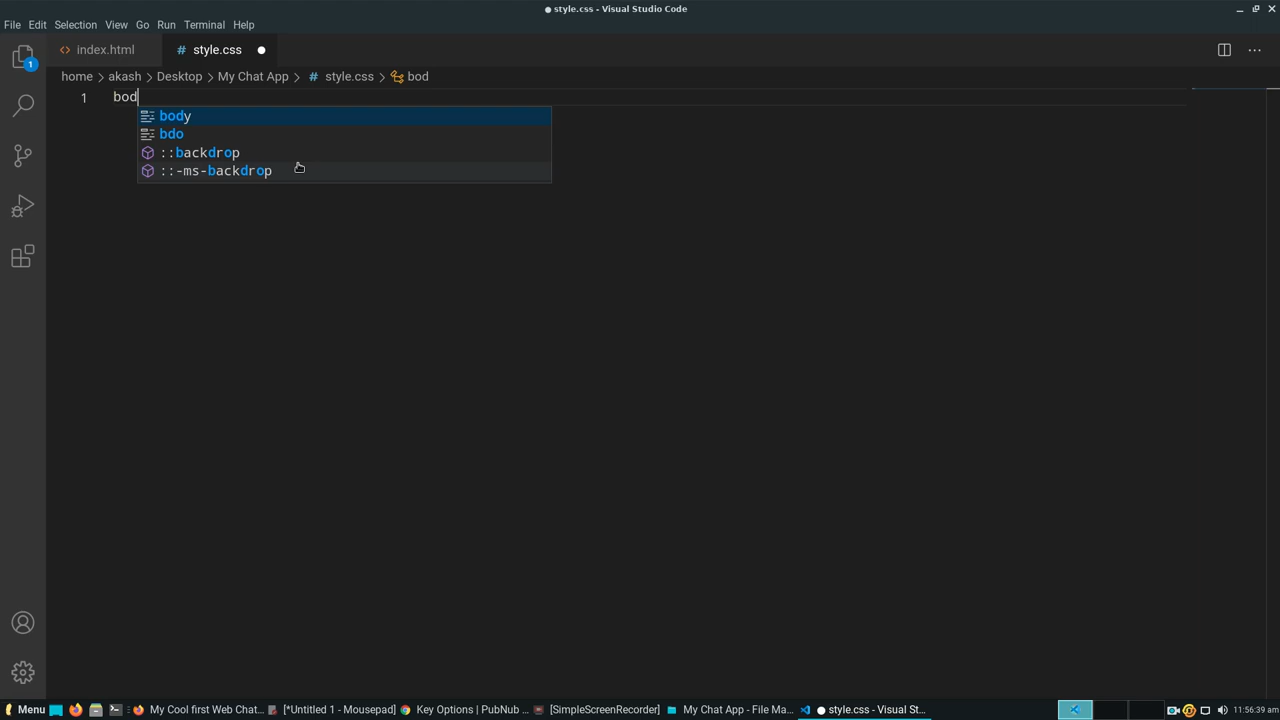 style.css - Visual Studio Code
File Edit Selection View Go Run Terminal Help
index.html style.css
home akash Desktop My Chat App style.css bod
1 bod
body
bdo
::backdrop
::-ms-backdrop
1
Menu My Cool first Web Chat... [*Untitled 1 - Mousepad] Key Options | PubNub ... [SimpleScreenRecorder] My Chat App - File Ma... ● style.css - Visual St... 11:56:39 am